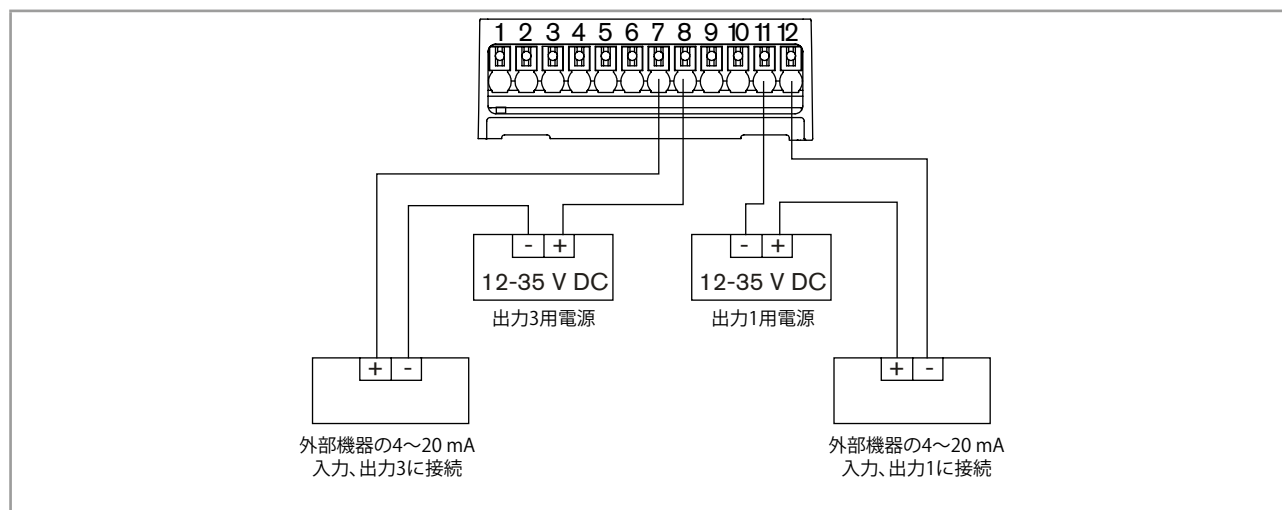 1 2 3 4 5 6 7 8 9 10 11 12
- +
12-35 V DC
出力3用電源
- +
12-35 V DC
出力1用電源
+ -
外部機器の4～20 mA
入力、出力3に接続
+ -
外部機器の4～20 mA
入力、出力1に接続